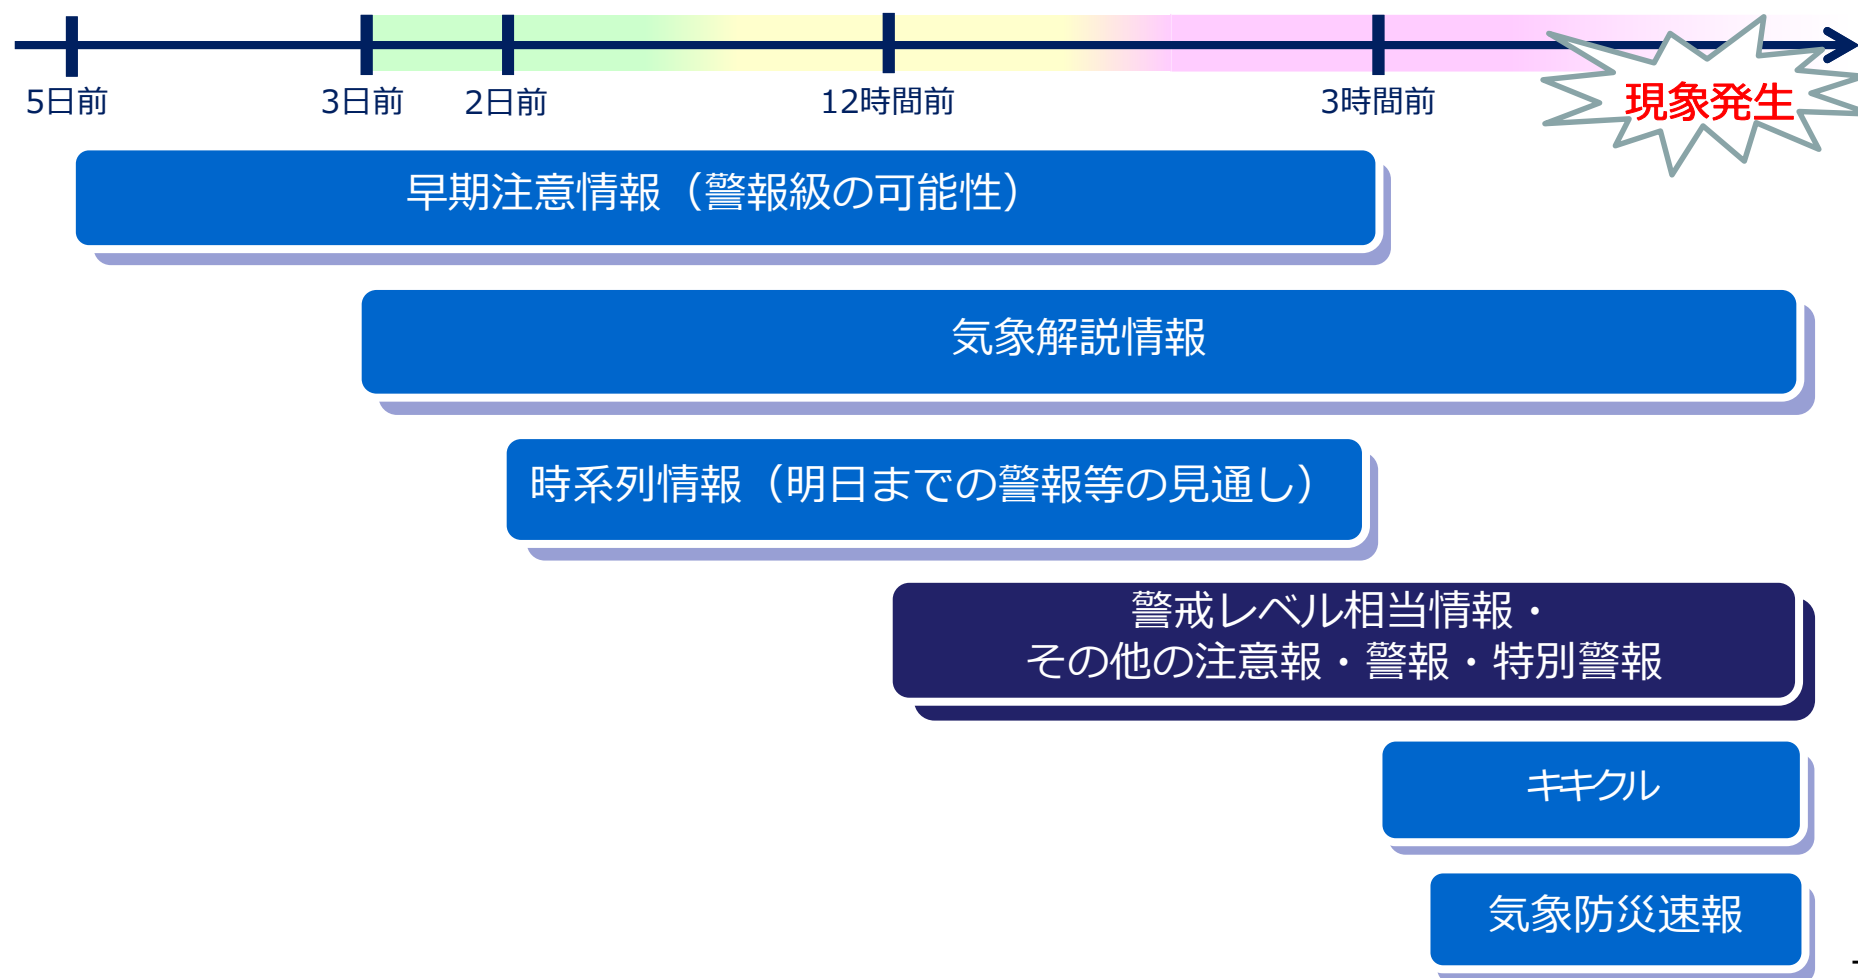 5日前
3日前
2日前
12時間前
3時間前
現象発生
早期注意情報（警報級の可能性）
気象解説情報
時系列情報（明日までの警報等の見通し）
警戒レベル相当情報・
その他の注意報・警報・特別警報
キキクル
気象防災速報